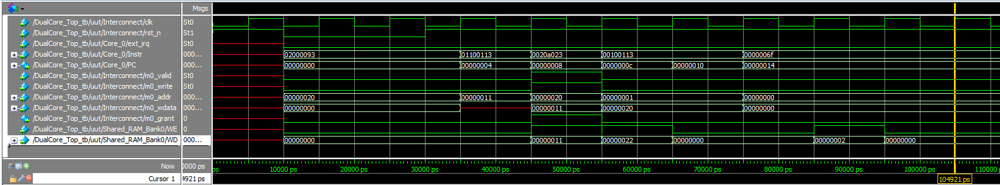 Msgs
/DualCore_Top_tb/uut/Interconnect/clk St0
/DualCore_Top_tb/uut/Interconnect/rst_n St1
/DualCore_Top_tb/uut/Core_0/ext_irq St0
/DualCore_Top_tb/uut/Core_0/Instr 000... 02000093 01100113 0020a023 00100113 0000006f
/DualCore_Top_tb/uut/Core_0/PC 000... 00000000 00000004 00000008 0000000c 00000010 00000014
/DualCore_Top_tb/uut/Interconnect/m0_valid St0
/DualCore_Top_tb/uut/Interconnect/m0_write St0
/DualCore_Top_tb/uut/Interconnect/m0_addr 000... 00000020 00000011 00000020 00000001 00000000
/DualCore_Top_tb/uut/Interconnect/m0_wdata 000... 00000000 00000011 00000020 00000000
/DualCore_Top_tb/uut/Interconnect/m0_grant 0
/DualCore_Top_tb/uut/Shared_RAM_Bank0/WE 0
/DualCore_Top_tb/uut/Shared_RAM_Bank0/WD 000... 00000000 00000011 00000022 00000000 00000002 00000000
Now 0000 ps ps 10000 ps 20000 ps 30000 ps 40000 ps 50000 ps 60000 ps 70000 ps 80000 ps 90000 ps 100000 ps 110000
Cursor 1 4921 ps 104921 ps